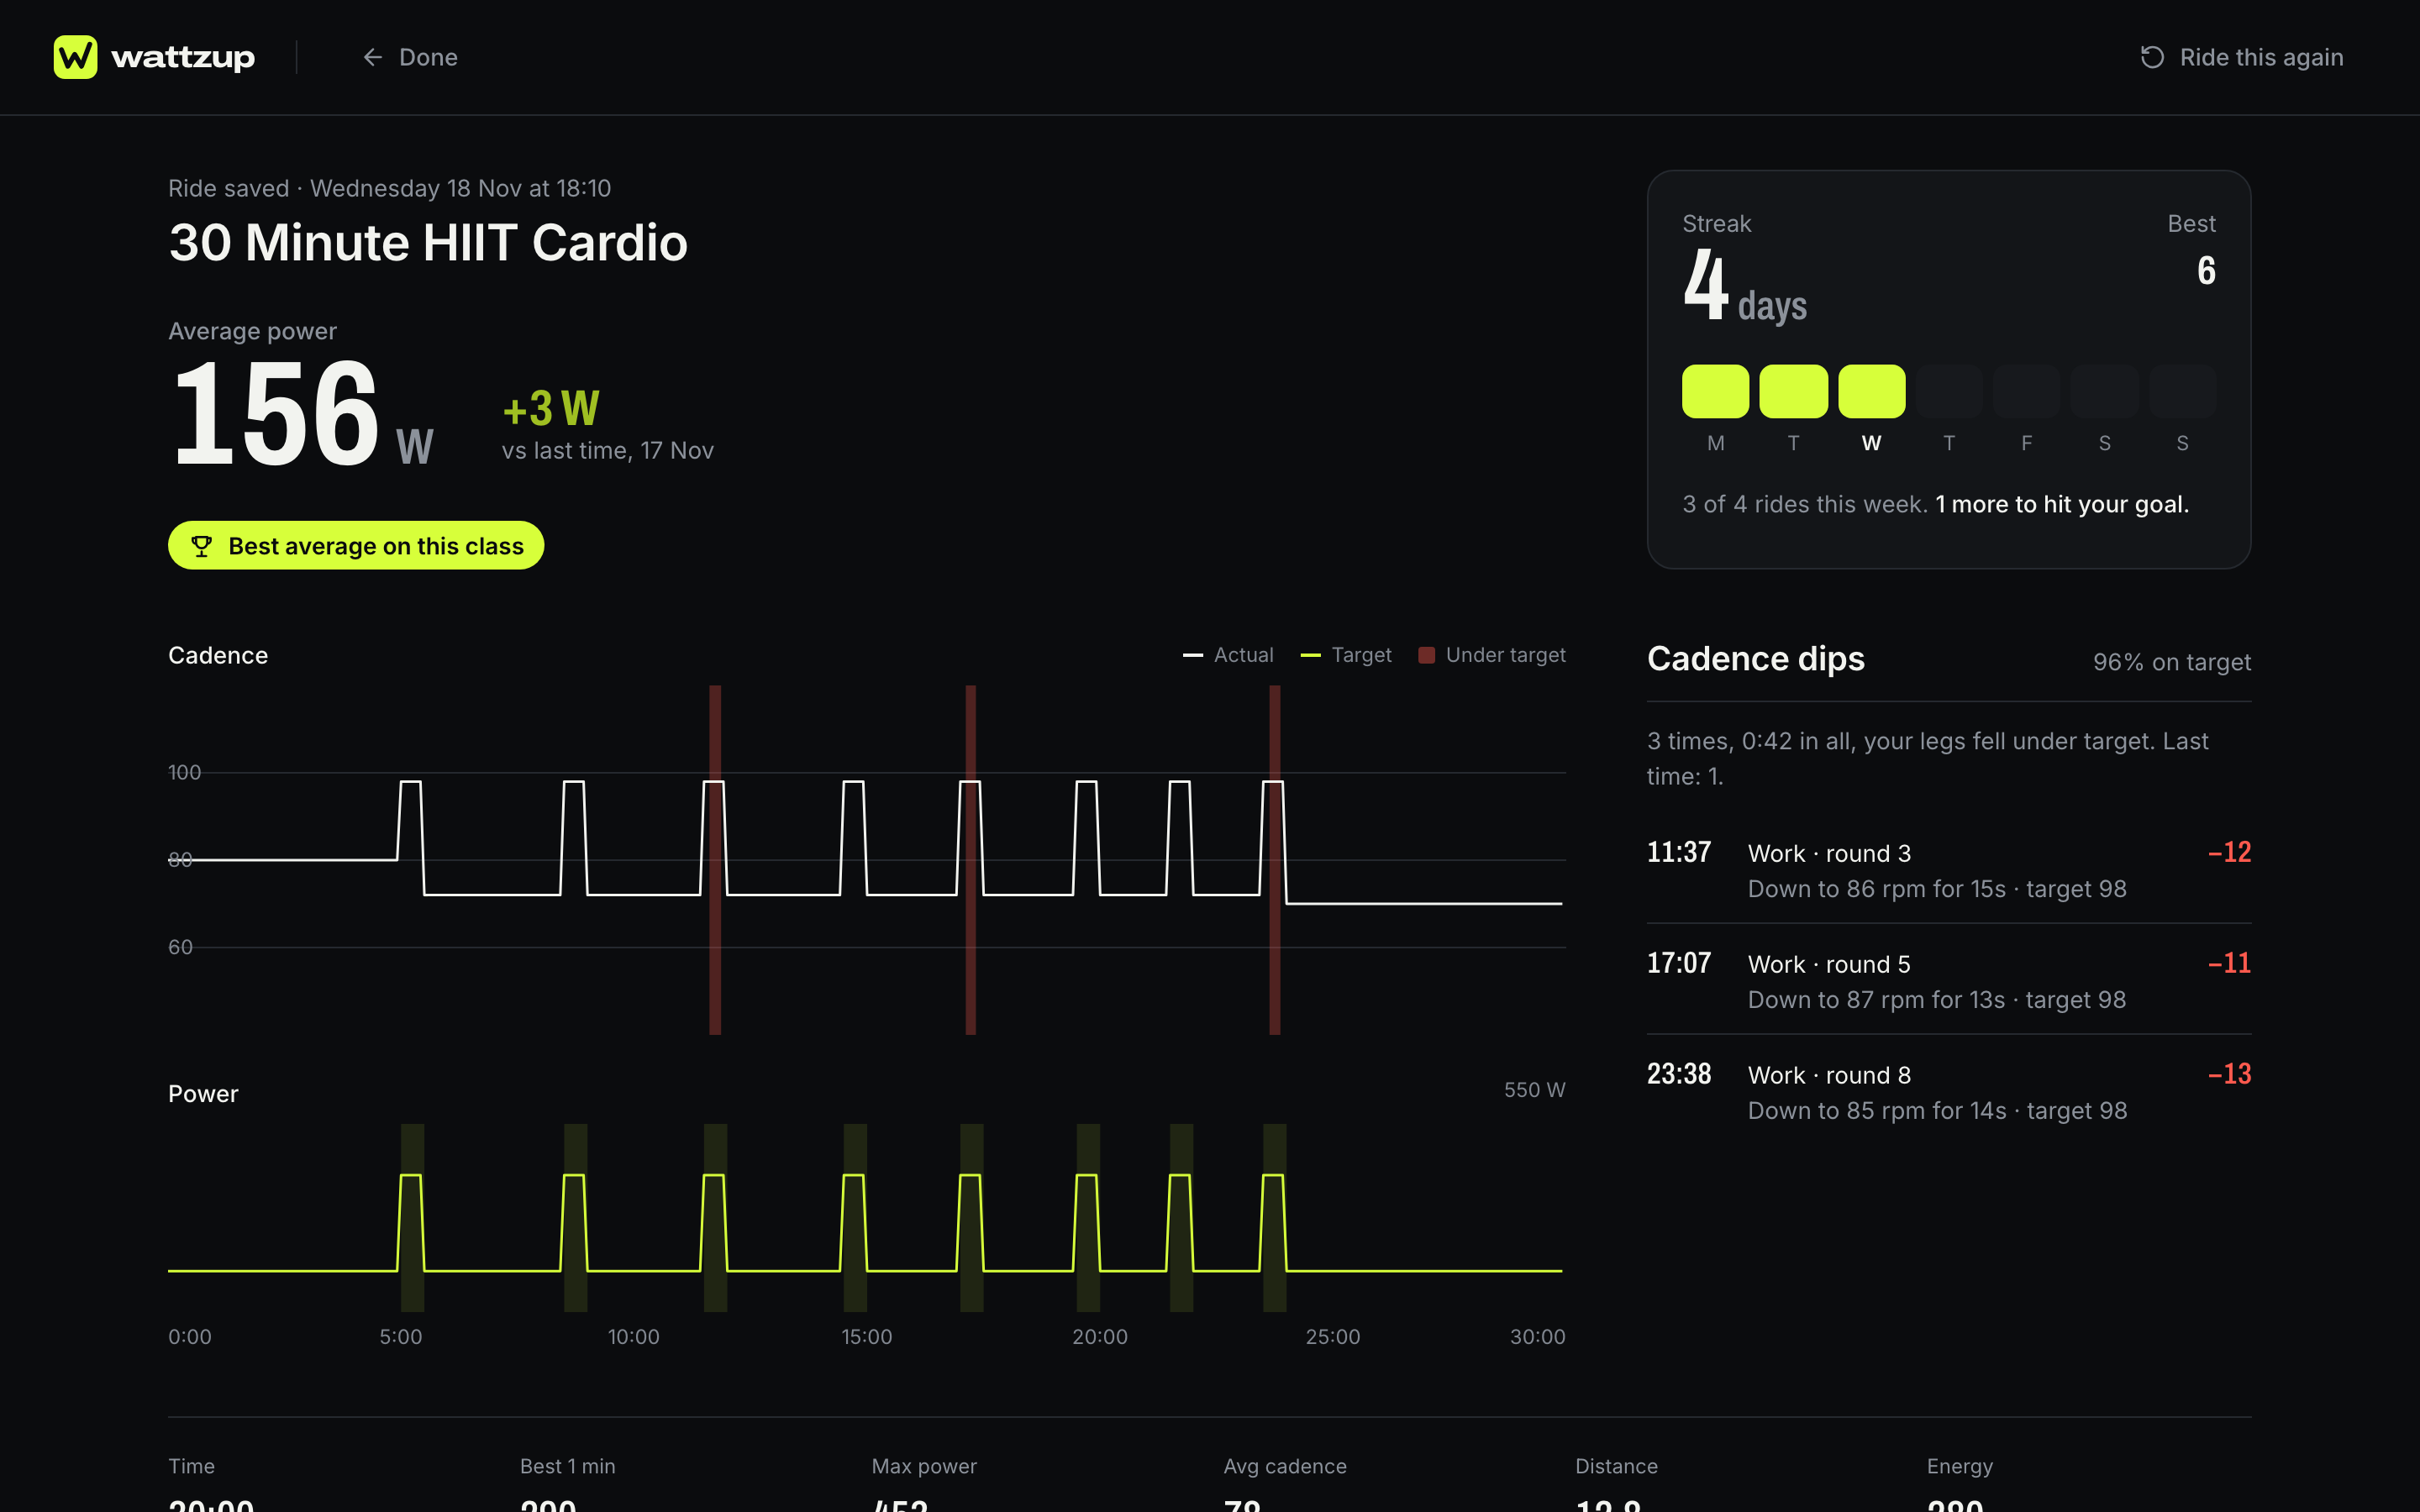 wattzup
Done
Ride this again
Ride saved · Wednesday 18 Nov at 18:10
30 Minute HIIT Cardio
Average power
156 W
+3 W
vs last time, 17 Nov
Best average on this class
Streak
Best
4 days
6
M T W T F S S
3 of 4 rides this week. 1 more to hit your goal.
Cadence
Actual
Target
Under target
100
80
60
Power
550 W
0:00 5:00 10:00 15:00 20:00 25:00 30:00
Cadence dips
96% on target
3 times, 0:42 in all, your legs fell under target. Last
time: 1.
11:37 Work · round 3 −12
Down to 86 rpm for 15s · target 98
17:07 Work · round 5 −11
Down to 87 rpm for 13s · target 98
23:38 Work · round 8 −13
Down to 85 rpm for 14s · target 98
Time
Best 1 min
Max power
Avg cadence
Distance
Energy